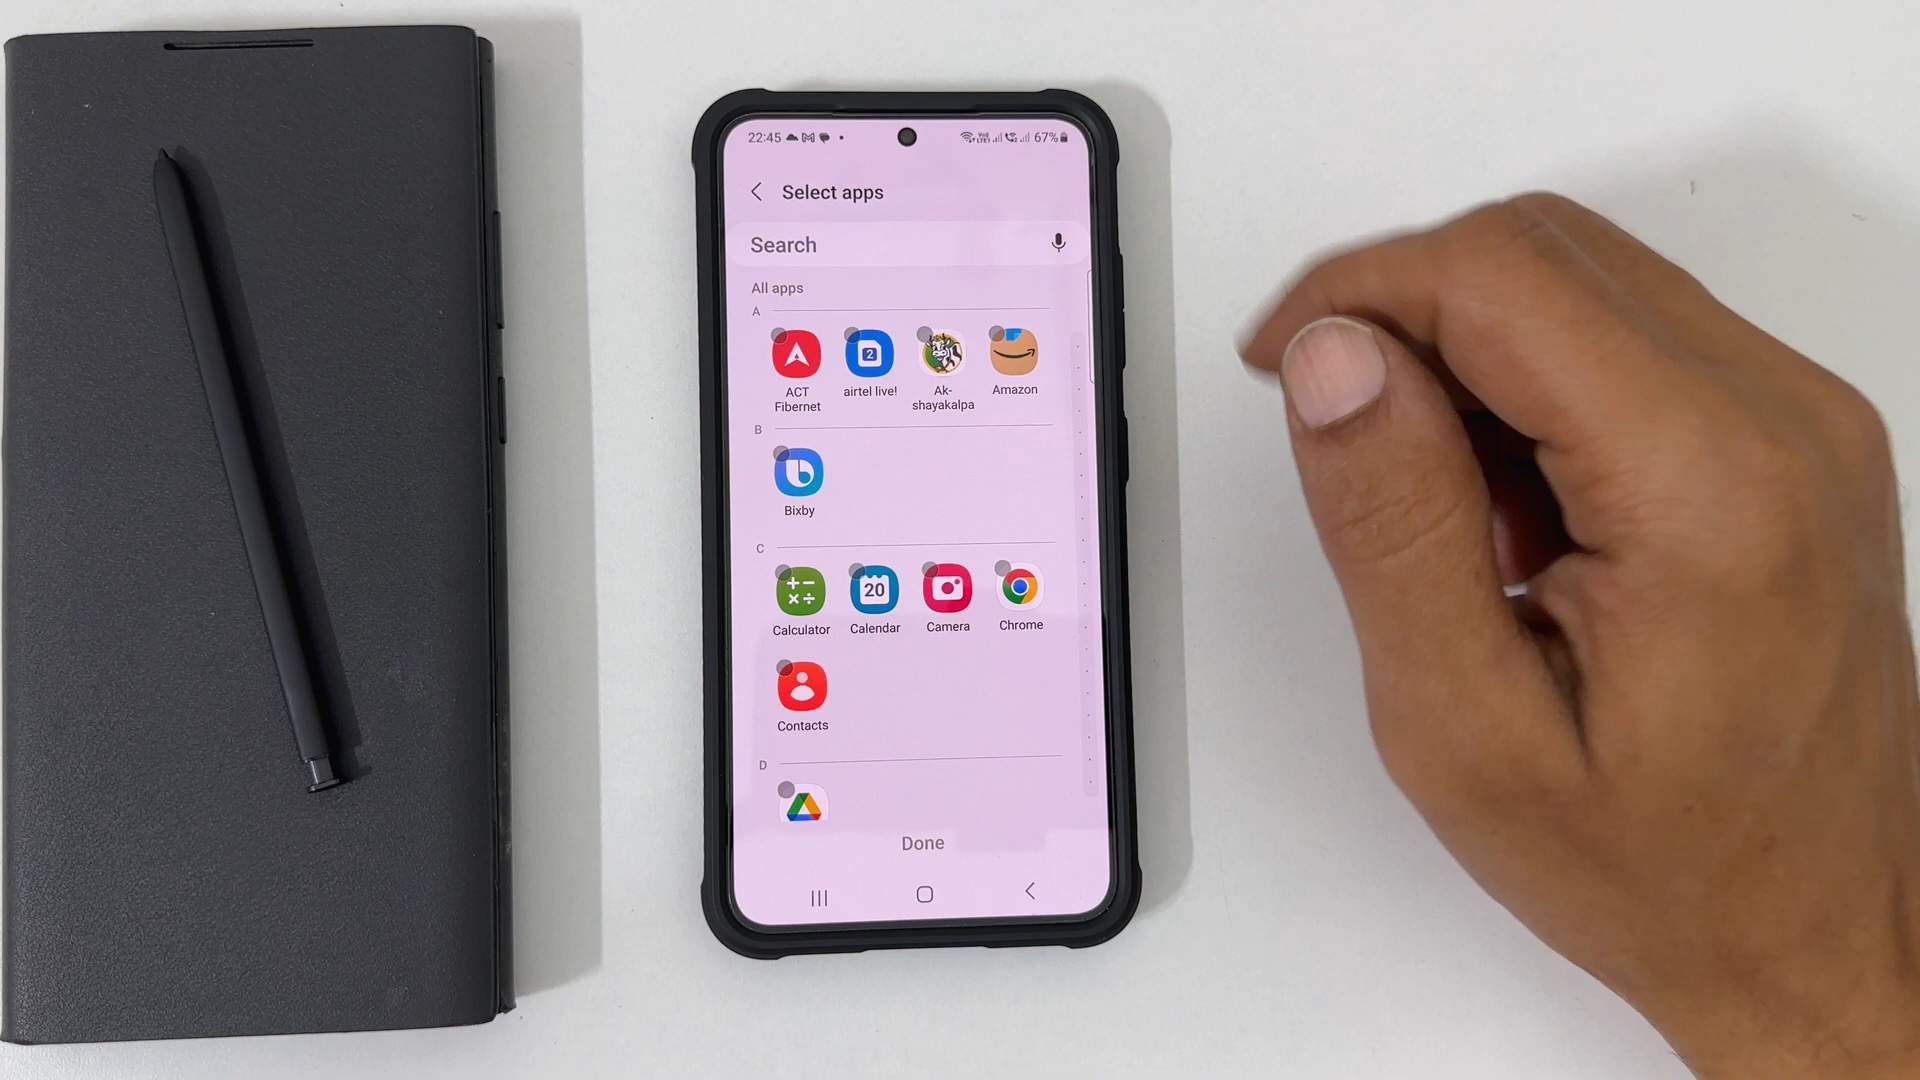 22:45 67%
Select apps
Search
All apps
A
ACT Fibernet
airtel live!
Ak-shayakalpa
Amazon
B
Bixby
C
Calculator
Calendar
Camera
Chrome
Contacts
D
Done